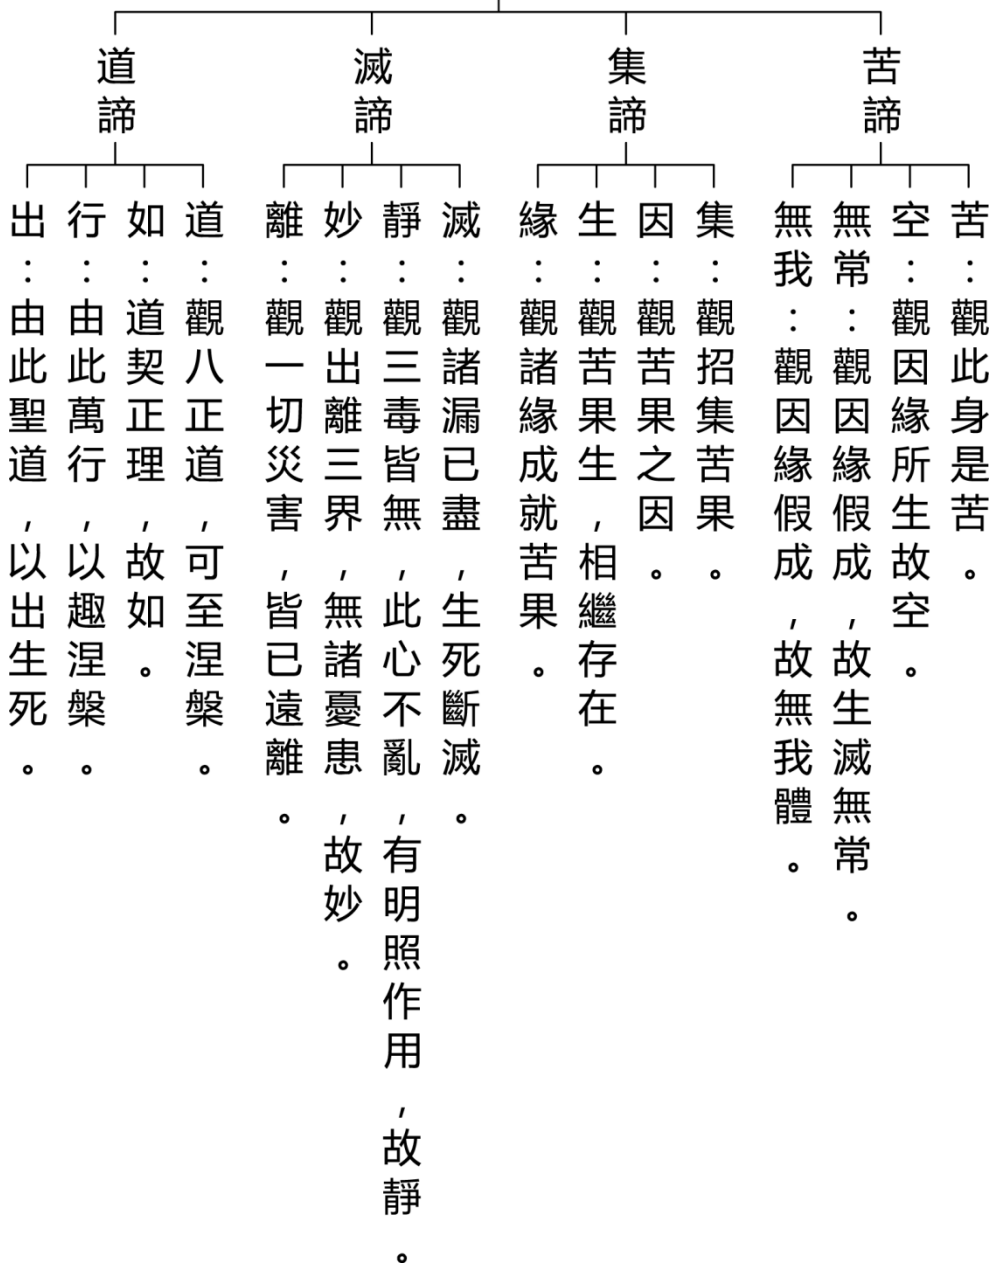 苦諦
苦：觀此身是苦。
空：觀因緣所生故空。
無常：觀因緣假成，故生滅無常。
無我：觀因緣假成，故無我體。
集諦
集：觀招集苦果。
因：觀苦果之因。
生：觀苦果生，相繼存在。
緣：觀諸緣成就苦果。
滅諦
滅：觀諸漏已盡，生死斷滅。
靜：觀三毒皆無，此心不亂，有明照作用，故靜。
妙：觀出離三界，無諸憂患，故妙。
離：觀一切災害，皆已遠離。
道諦
道：觀八正道，可至涅槃。
如：道契正理，故如。
行：由此萬行，以趣涅槃。
出：由此聖道，以出生死。